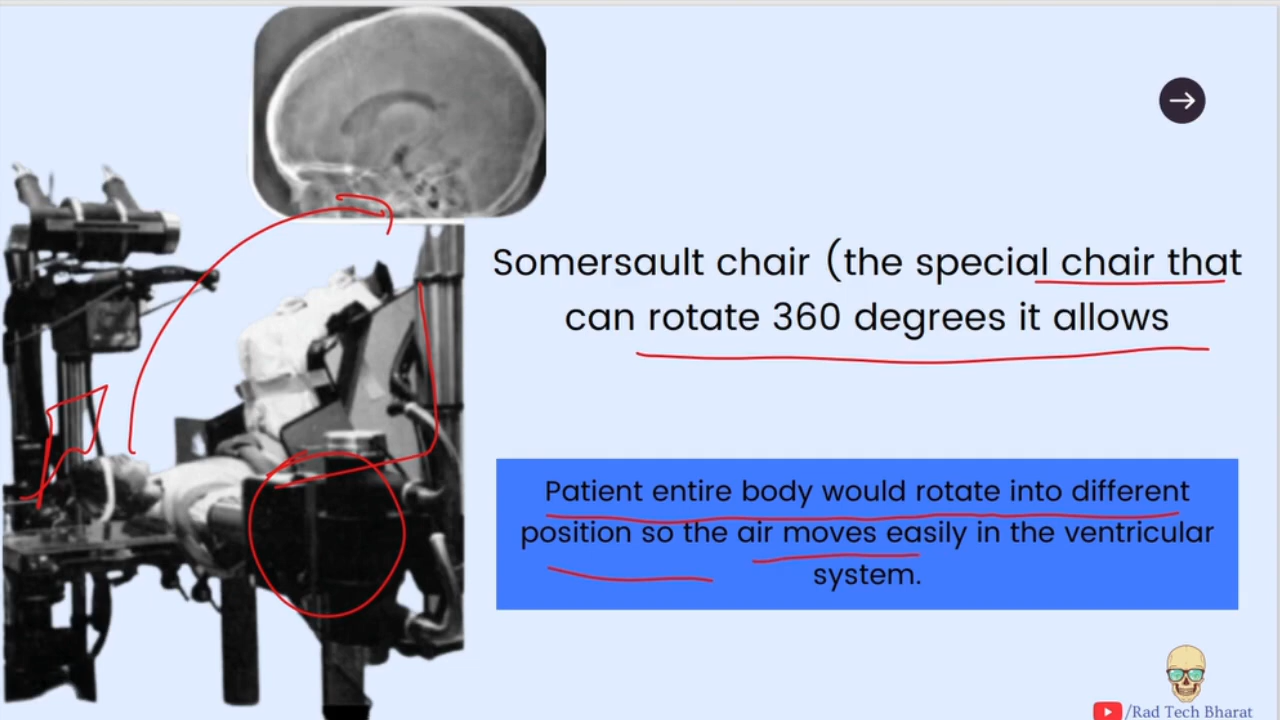 Somersault chair (the special chair that
can rotate 360 degrees it allows
Patient entire body would rotate into different
position so the air moves easily in the ventricular
system.
/Rad Tech Bharat